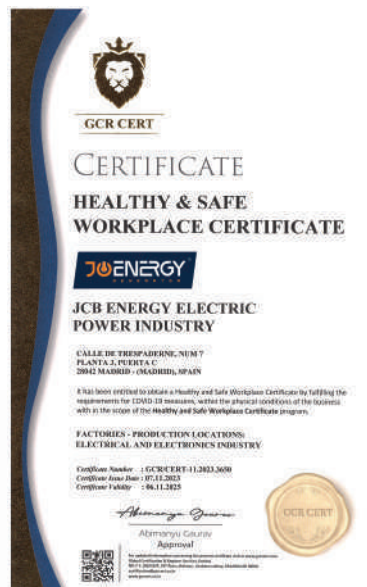 GCR CERT
CERTIFICATE
HEALTHY & SAFE
WORKPLACE CERTIFICATE
JCBENERGY
JCB ENERGY ELECTRIC
POWER INDUSTRY
CALLE DE TRESPADERNE, NUM 7
PLANTA 2, PUERTA C
28042 MADRID - (MADRID), SPAIN
It has been entitled to obtain a Healthy and Safe Workplace Certificate by fulfilling the
requirements for COVID-19 measures, within the physical conditions of the business
with in the scope of the Healthy and Safe Workplace Certificate program.
FACTORIES - PRODUCTION LOCATIONS:
ELECTRICAL AND ELECTRONICS INDUSTRY
Certificate Number : GCR/CERT-11.2023.3650
Certificate Issue Date : 07.11.2023
Certificate Validity : 06.11.2025
Abmanyu Gaurav
Approval
GCR CERT